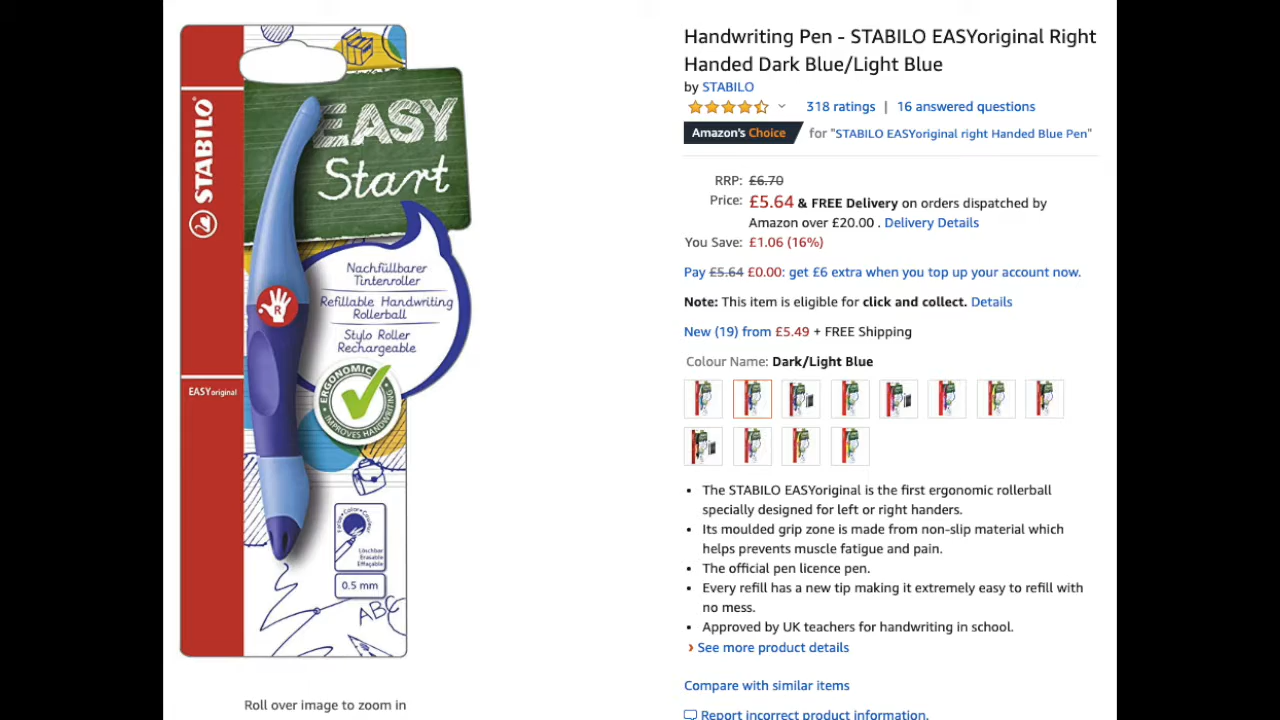 STABILO
EASYoriginal
EASY
Start
Nachfüllbarer
Tintenroller
Refillable Handwriting
Rollerball
Stylo Roller
Rechargeable
ERGONOMIC
IMPROVES HANDWRITING
R
Löschbar
Erasable
Effaçable
0.5 mm
ABC
Roll over image to zoom in
Handwriting Pen - STABILO EASYoriginal Right
Handed Dark Blue/Light Blue
by STABILO
318 ratings | 16 answered questions
Amazon's Choice for "STABILO EASYoriginal right Handed Blue Pen"
RRP: £6.70
Price: £5.64 & FREE Delivery on orders dispatched by
Amazon over £20.00 . Delivery Details
You Save: £1.06 (16%)
Pay £5.64 £0.00: get £6 extra when you top up your account now.
Note: This item is eligible for click and collect. Details
New (19) from £5.49 + FREE Shipping
Colour Name: Dark/Light Blue
• The STABILO EASYoriginal is the first ergonomic rollerball
specially designed for left or right handers.
• Its moulded grip zone is made from non-slip material which
helps prevents muscle fatigue and pain.
• The official pen licence pen.
• Every refill has a new tip making it extremely easy to refill with
no mess.
• Approved by UK teachers for handwriting in school.
› See more product details
Compare with similar items
Report incorrect product information.